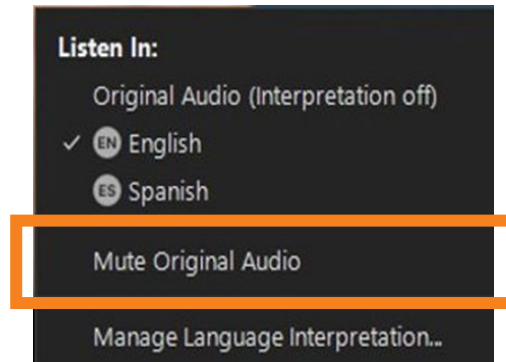 Listen In:
Original Audio (Interpretation off)
EN English
ES Spanish
Mute Original Audio
Manage Language Interpretation...